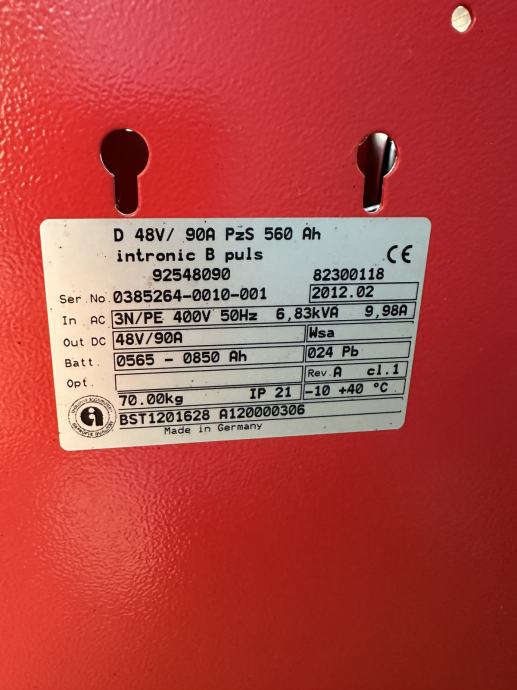 D 48V/ 90A PzS 560 Ah
intronic B puls
CE
92548090 82300118
Ser.No. 0385264-0010-001 2012.02
In AC 3N/PE 400V 50Hz 6,83kVA 9,98A
Out DC 48V/90A Wsa
Batt. 0565 - 0850 Ah 024 Pb
Opt. Rev.A cl.1
70.00kg IP 21 -10 +40 °C
BST1201628 A120000306
Made in Germany